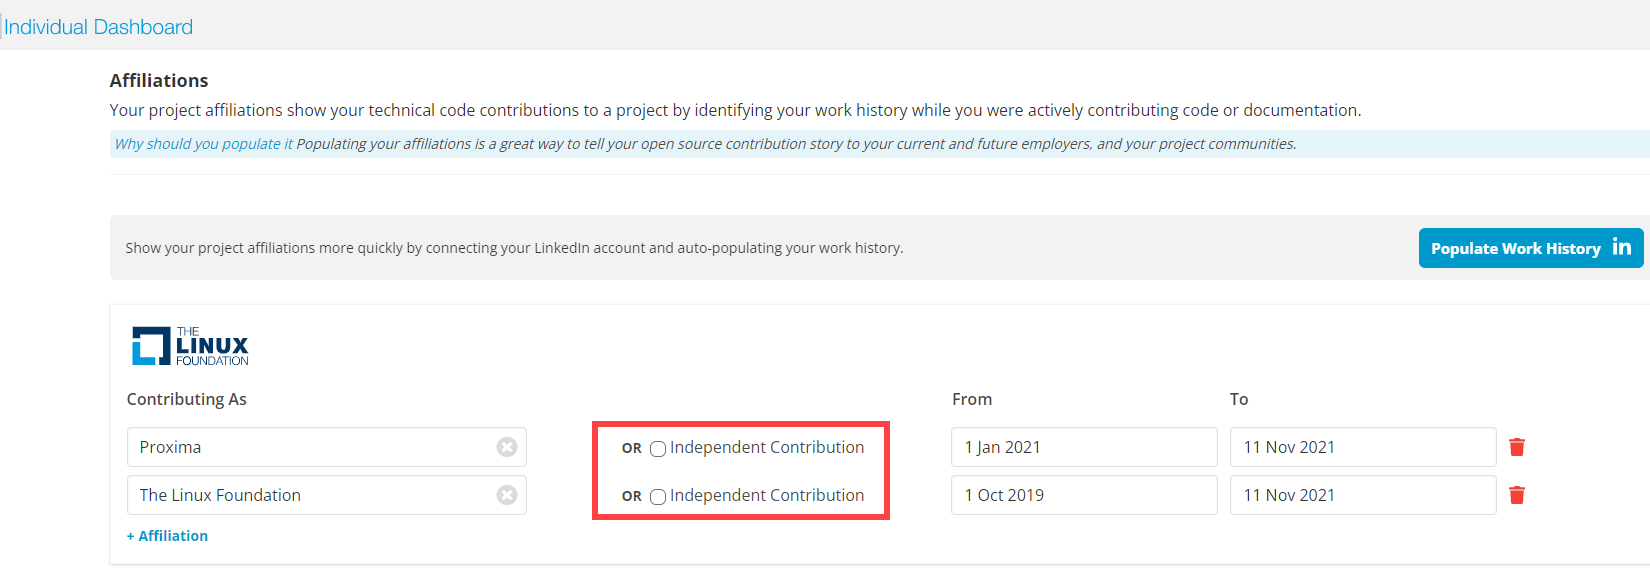 Individual Dashboard
Affiliations
Your project affiliations show your technical code contributions to a project by identifying your work history while you were actively contributing code or documentation.
Why should you populate it Populating your affiliations is a great way to tell your open source contribution story to your current and future employers, and your project communities.
Show your project affiliations more quickly by connecting your LinkedIn account and auto-populating your work history.
Populate Work History in
THE
LINUX
FOUNDATION
Contributing As From To
Proxima OR Independent Contribution 1 Jan 2021 11 Nov 2021
The Linux Foundation OR Independent Contribution 1 Oct 2019 11 Nov 2021
+ Affiliation